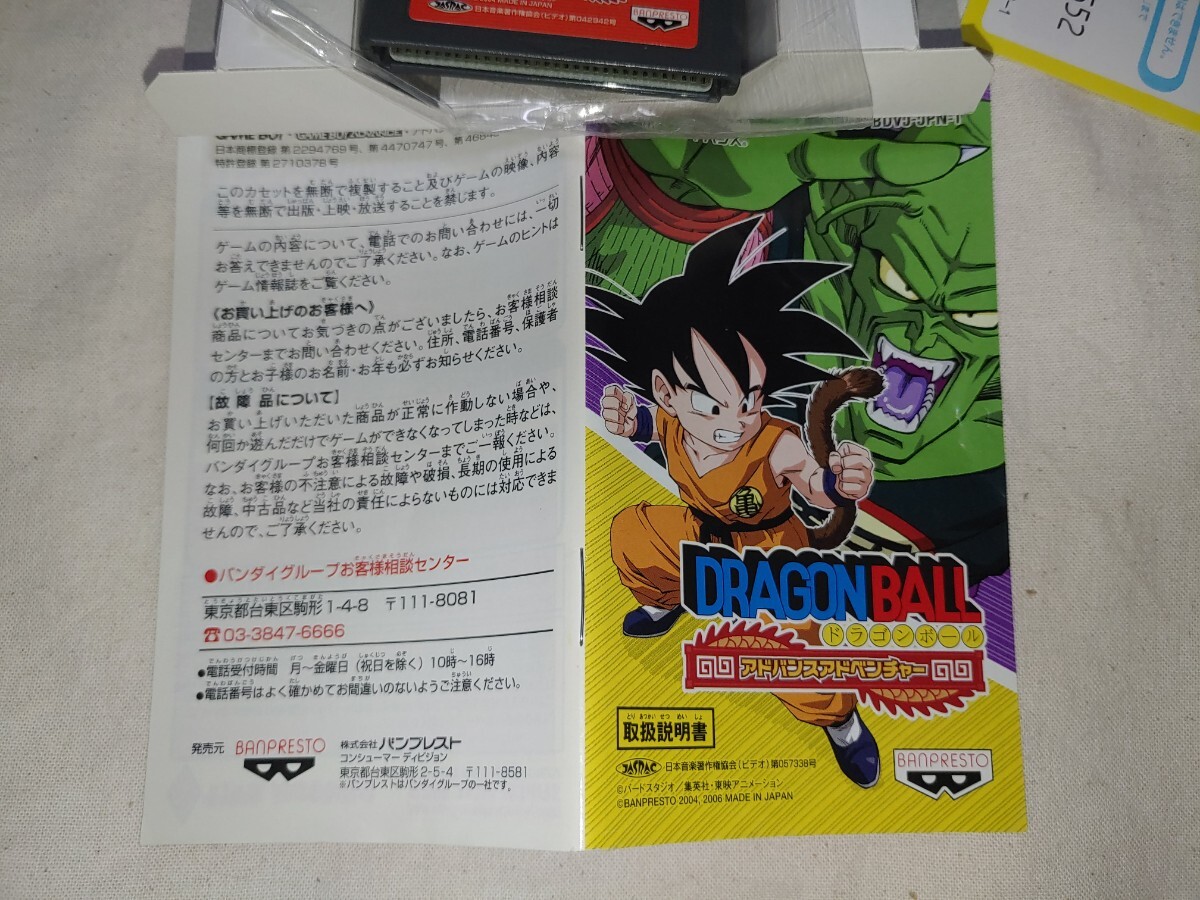 JASRAC
日本音楽著作権協会(ビデオ)第042942号
2004 MADE IN JAPAN
BANPRESTO
552
-1
GAME BOY・GAME BOY ADVANCE
日本商標登録 第2294769号、第4470747号、第4684
特許登録 第2710378号
このカセットを無断で複製すること及びゲームの映像、内容
等を無断で出版・上映・放送することを禁じます。
ゲームの内容について、電話でのお問い合わせには、一切
お答えできませんのでご了承ください。なお、ゲームのヒントは
ゲーム情報誌をご覧ください。
《お買い上げのお客様へ》
商品についてお気づきの点がございましたら、お客様相談
センターまでお問い合わせください。住所、電話番号、保護者
の方とお子様のお名前・お年も必ずお知らせください。
【故障品について】
お買い上げいただいた商品が正常に作動しない場合や、
何回か遊んだだけでゲームができなくなってしまった時などは、
バンダイグループお客様相談センターまでご一報ください。
なお、お客様の不注意による故障や破損、長期の使用による
故障、中古品など当社の責任によらないものには対応できま
せんので、ご了承ください。
●バンダイグループお客様相談センター
東京都台東区駒形1-4-8 〒111-8081
☎03-3847-6666
●電話受付時間 月〜金曜日(祝日を除く)10時〜16時
●電話番号はよく確かめてお間違いのないようご注意ください。
発売元 BANPRESTO 株式会社バンプレスト
コンシューマー ディビジョン
東京都台東区駒形2-5-4 〒111-8581
※バンプレストはバンダイグループの一社です。
BDVJ-JPN-1
亀
DRAGON BALL
ドラゴンボール
アドバンスアドベンチャー
取扱説明書
JASRAC 日本音楽著作権協会(ビデオ)第057338号
©バードスタジオ/集英社・東映アニメーション
©BANPRESTO 2004, 2006 MADE IN JAPAN
BANPRESTO